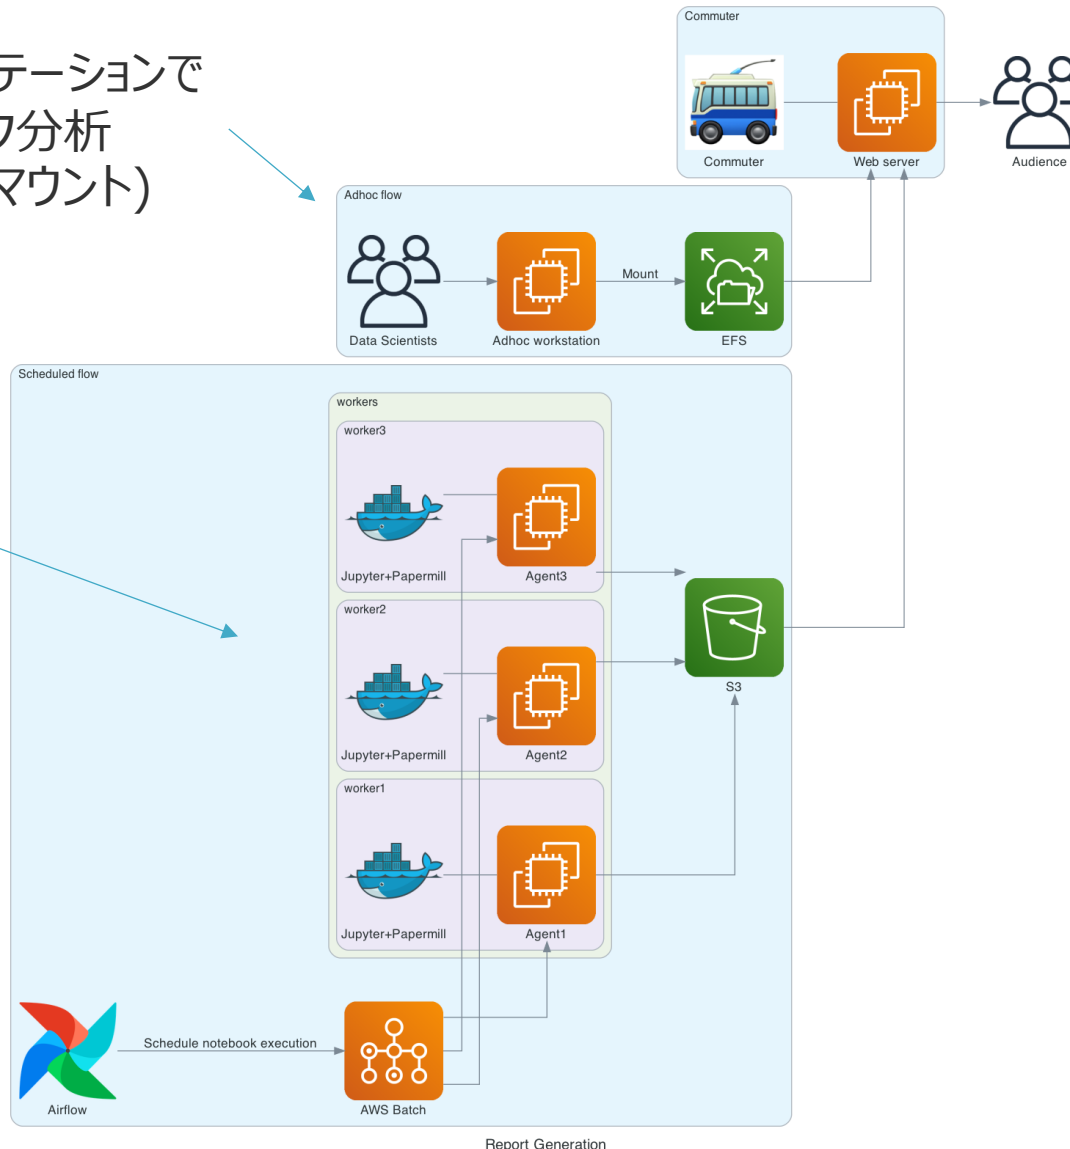 テーションで
ク分析
マウント)
Commuter
Commuter
Web server
Audience
Adhoc flow
Data Scientists
Adhoc workstation
Mount
EFS
Scheduled flow
workers
worker3
Jupyter+Papermill
Agent3
worker2
Jupyter+Papermill
Agent2
S3
worker1
Jupyter+Papermill
Agent1
Schedule notebook execution
Airflow
AWS Batch
Report Generation